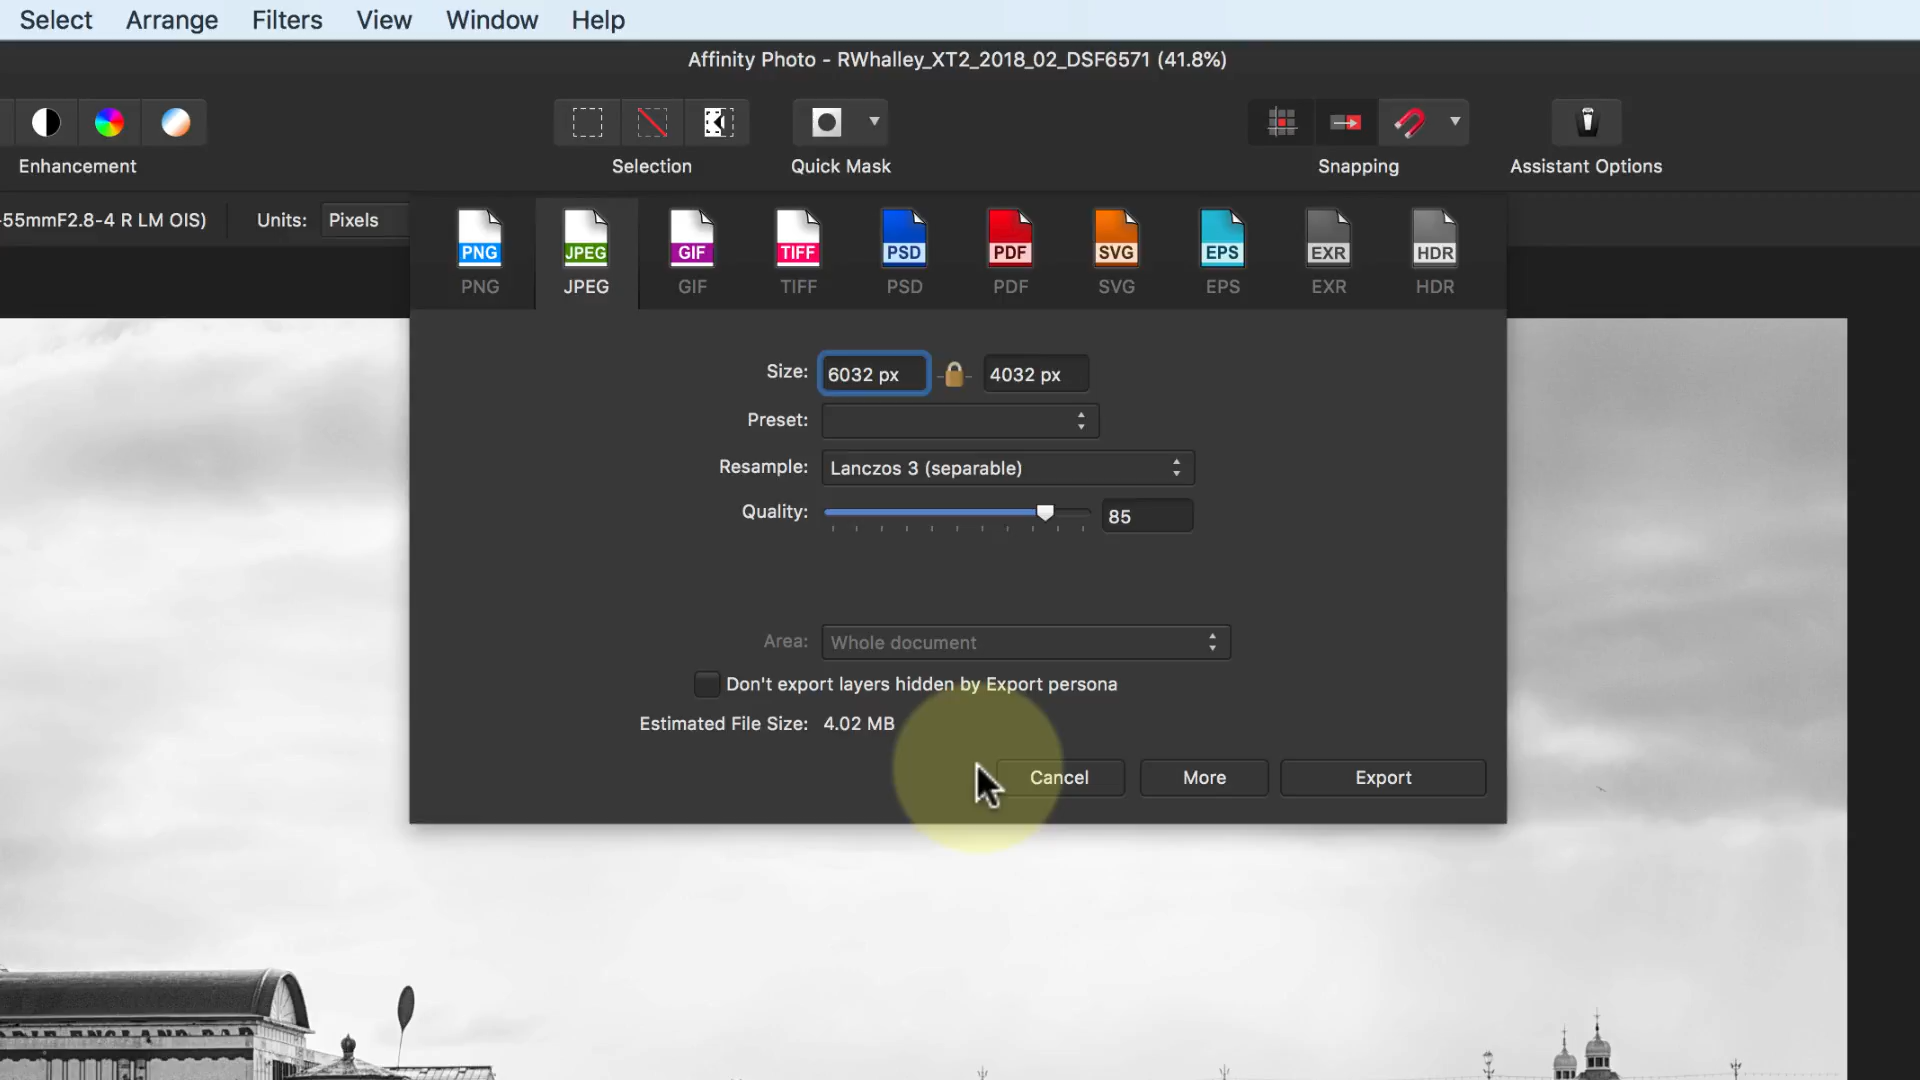 Select Arrange Filters View Window Help
Affinity Photo - RWhalley_XT2_2018_02_DSF6571 (41.8%)
Enhancement Selection Quick Mask Snapping Assistant Options
-55mmF2.8-4 R LM OIS) Units: Pixels
PNG JPEG GIF TIFF PSD PDF SVG EPS EXR HDR
PNG JPEG GIF TIFF PSD PDF SVG EPS EXR HDR
Size: 6032 px 4032 px
Preset:
Resample: Lanczos 3 (separable)
Quality: 85
Area: Whole document
Don't export layers hidden by Export persona
Estimated File Size: 4.02 MB
Cancel More Export
ENGLAND BAR